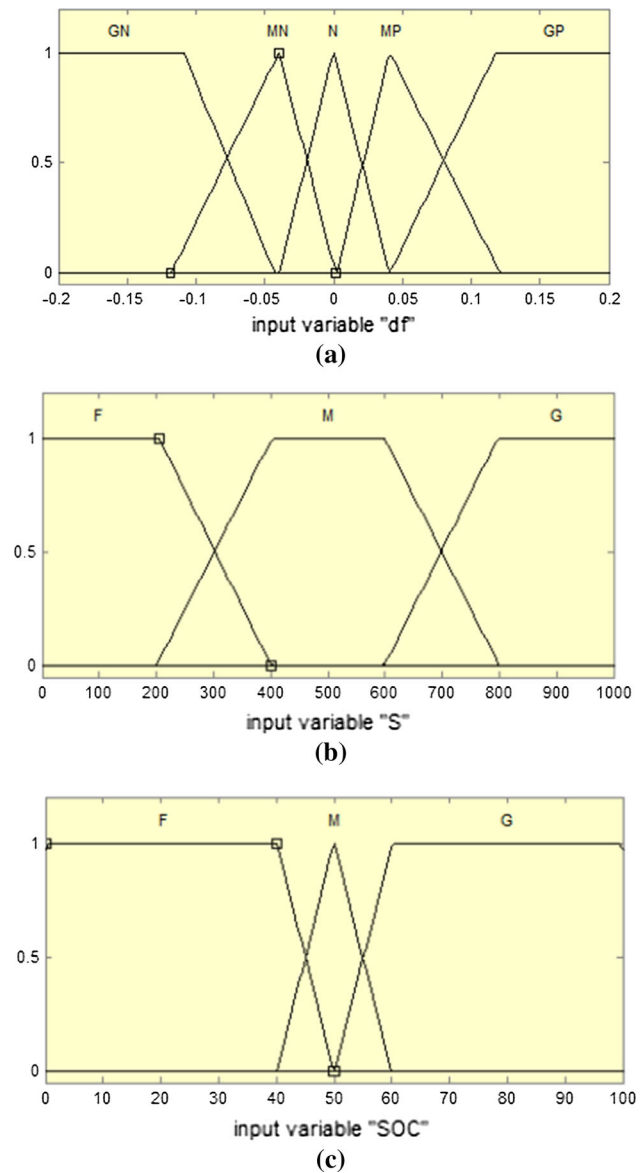 GN MN N MP GP
1
0.5
0
-0.2 -0.15 -0.1 -0.05 0 0.05 0.1 0.15 0.2
input variable "df"
(a)
F M G
1
0.5
0
0 100 200 300 400 500 600 700 800 900 1000
input variable "S"
(b)
F M G
1
0.5
0
0 10 20 30 40 50 60 70 80 90 100
input variable "SOC"
(c)